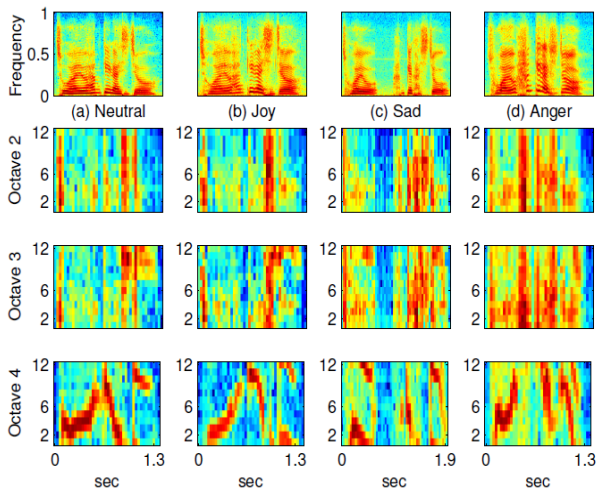 Frequency
1
0.5
0
(a) Neutral (b) Joy (c) Sad (d) Anger
Octave 2
12 12 12 12
6 6 6 6
2 2 2 2
Octave 3
12 12 12 12
6 6 6 6
2 2 2 2
Octave 4
12 12 12 12
6 6 6 6
2 2 2 2
0 1.3 0 1.3 0 1.9 0 1.3
sec sec sec sec